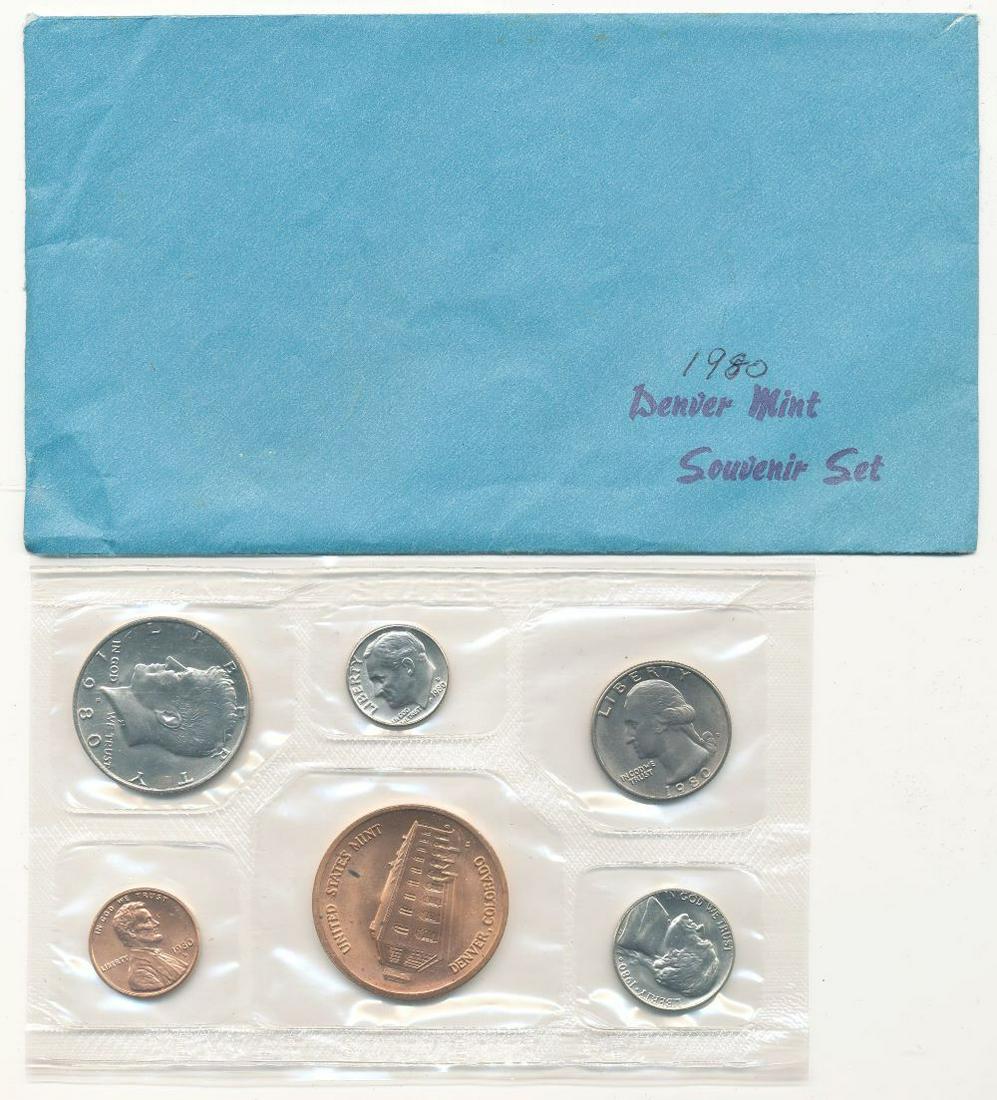 1980
Denver Mint
Souvenir Set
LIBERTY
IN GOD
WE TRUST
1980
LIBERTY
IN GOD
WE TRUST
1980
LIBERTY
IN GOD WE
TRUST
1980
IN GOD WE TRUST
LIBERTY
1980
UNITED STATES MINT
DENVER, COLORADO
GOD WE TRUST
LIBERTY · 1980